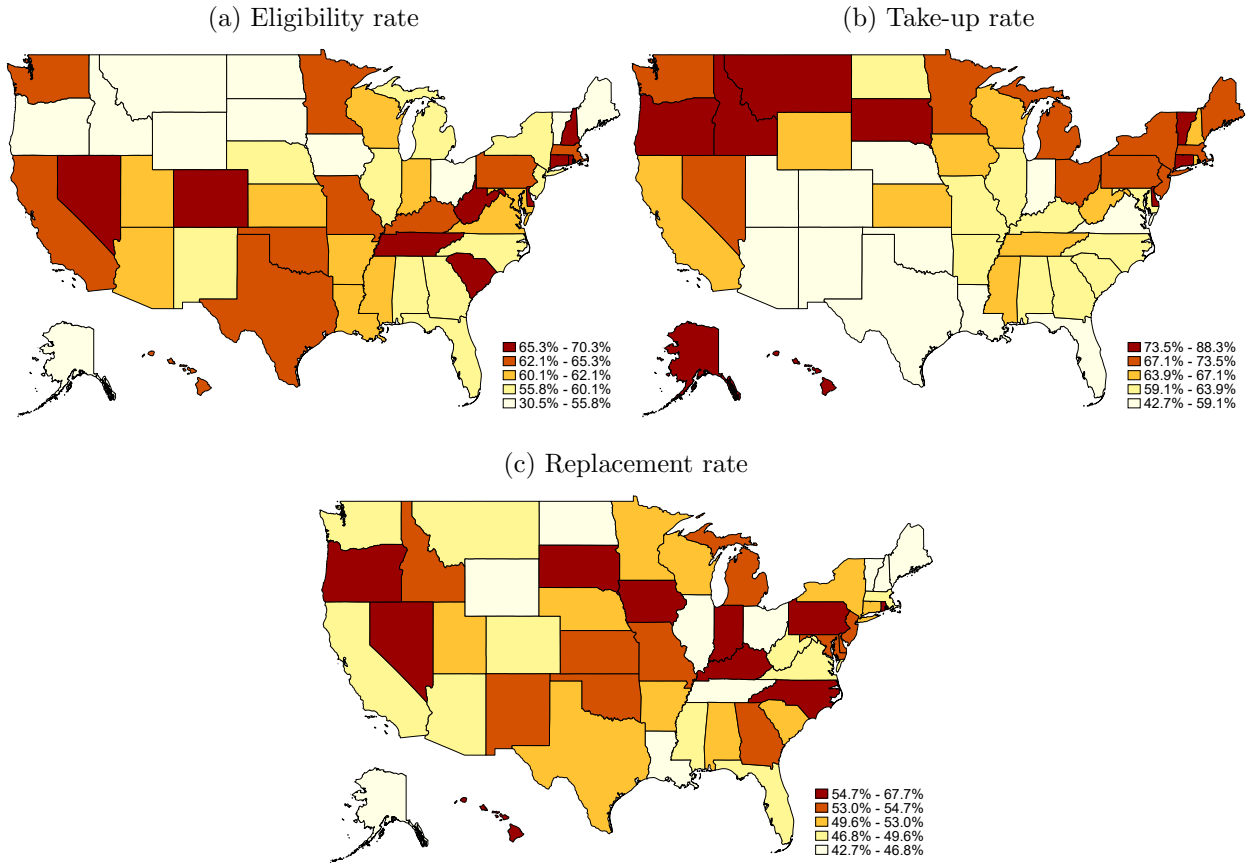 (a) Eligibility rate
65.3% - 70.3%
62.1% - 65.3%
60.1% - 62.1%
55.8% - 60.1%
30.5% - 55.8%
(b) Take-up rate
73.5% - 88.3%
67.1% - 73.5%
63.9% - 67.1%
59.1% - 63.9%
42.7% - 59.1%
(c) Replacement rate
54.7% - 67.7%
53.0% - 54.7%
49.6% - 53.0%
46.8% - 49.6%
42.7% - 46.8%